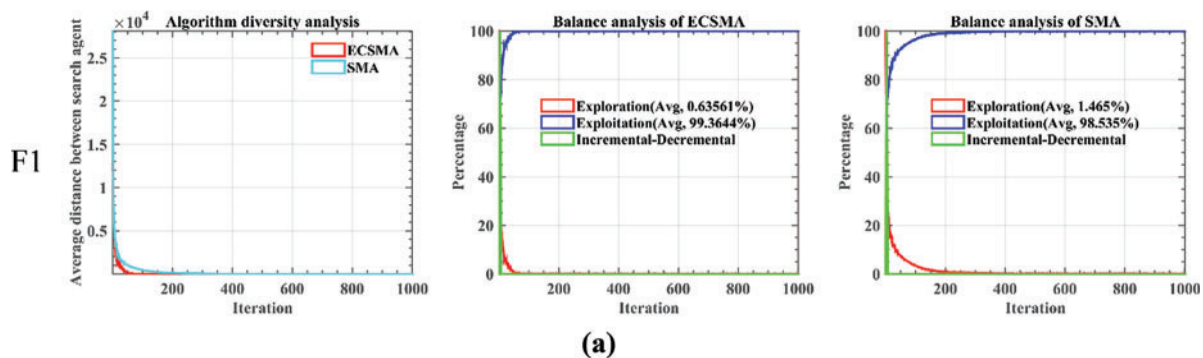 F1
Algorithm diversity analysis
×10⁴
Average distance between search agent
2.5
2
1.5
1
0.5
ECSMA
SMA
200 400 600 800 1000
Iteration
Balance analysis of ECSMA
Percentage
100
80
60
40
20
0
Exploration(Avg, 0.63561%)
Exploitation(Avg, 99.3644%)
Incremental-Decremental
200 400 600 800 1000
Iteration
Balance analysis of SMA
Percentage
100
80
60
40
20
0
Exploration(Avg, 1.465%)
Exploitation(Avg, 98.535%)
Incremental-Decremental
200 400 600 800 1000
Iteration
(a)